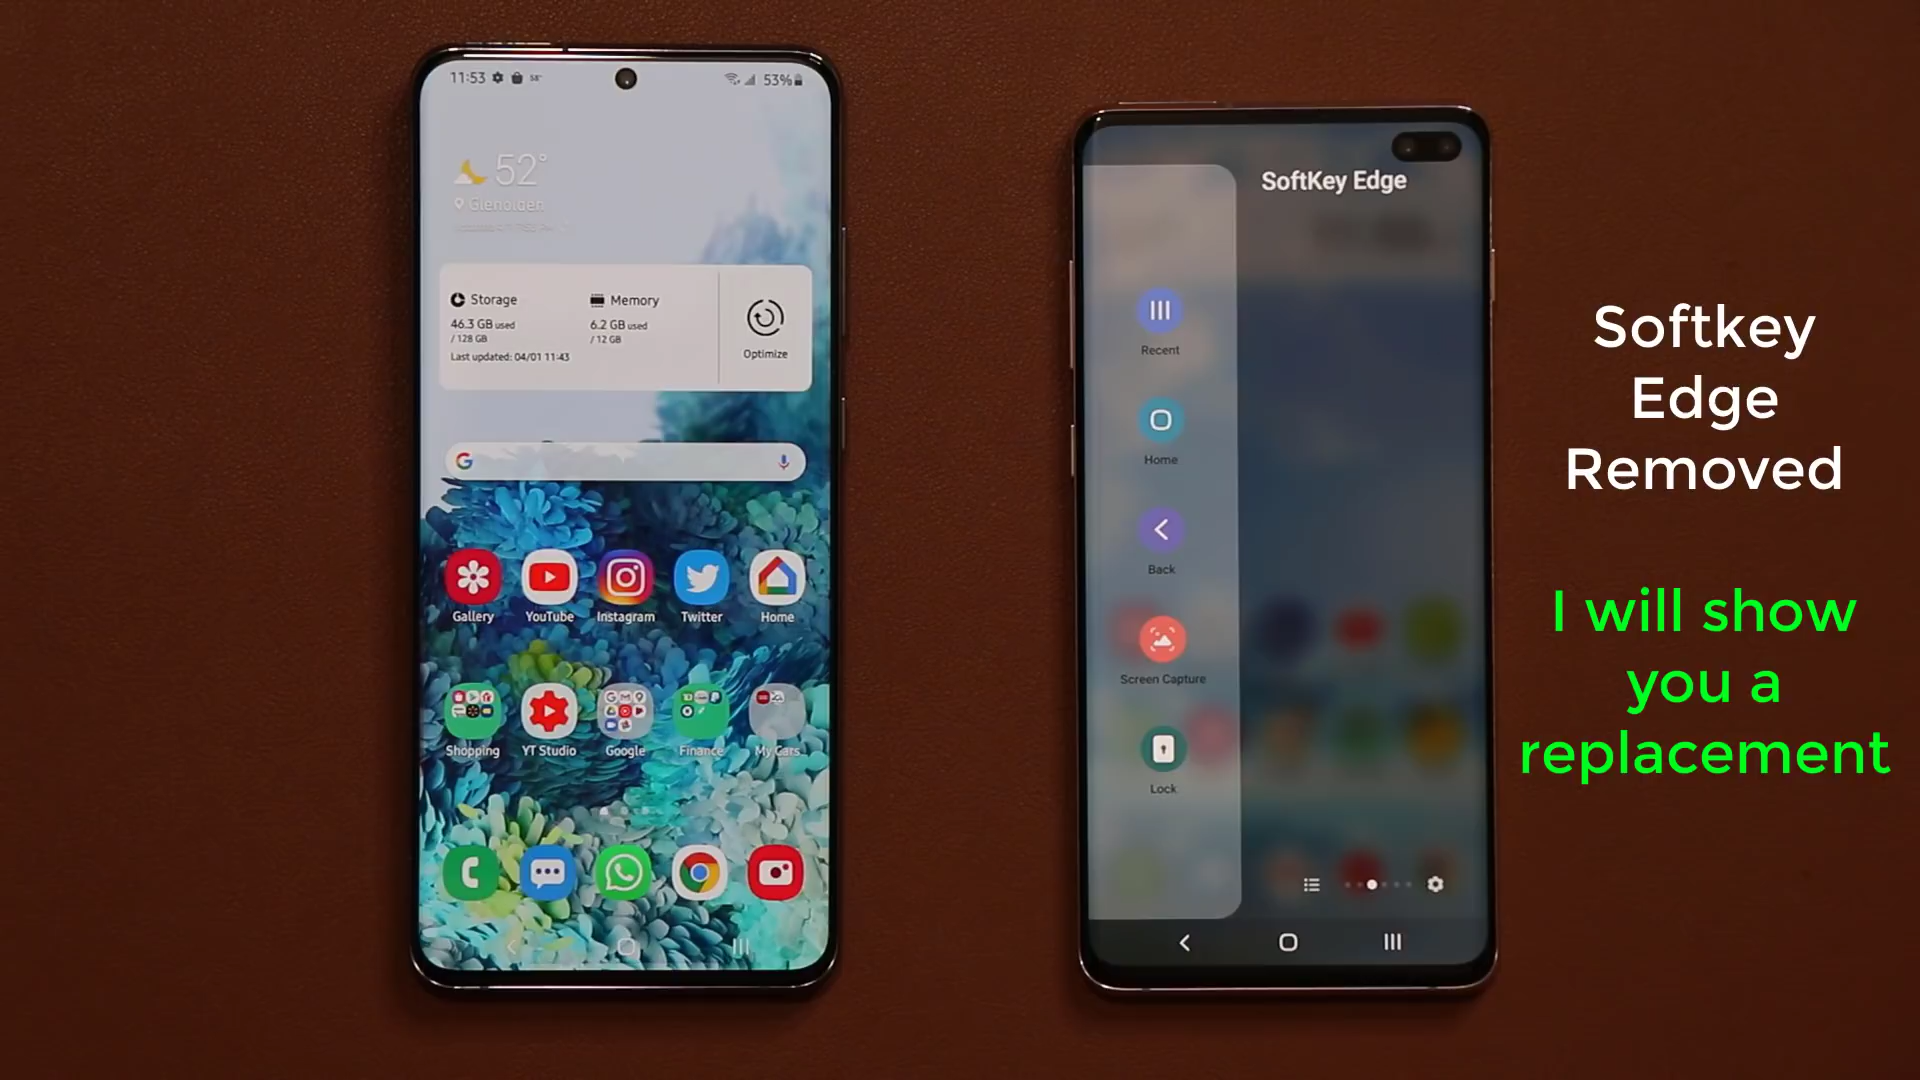 11:53
58°
53%
52°
Glenolden
Storage
Memory
46.3 GB used
/ 128 GB
6.2 GB used
/ 12 GB
Last updated: 04/01 11:43
Optimize
G
Gallery
YouTube
Instagram
Twitter
Home
Shopping
YT Studio
Google
Finance
My Cars
SoftKey Edge
Recent
Home
Back
Screen Capture
Lock
Softkey
Edge
Removed
I will show
you a
replacement